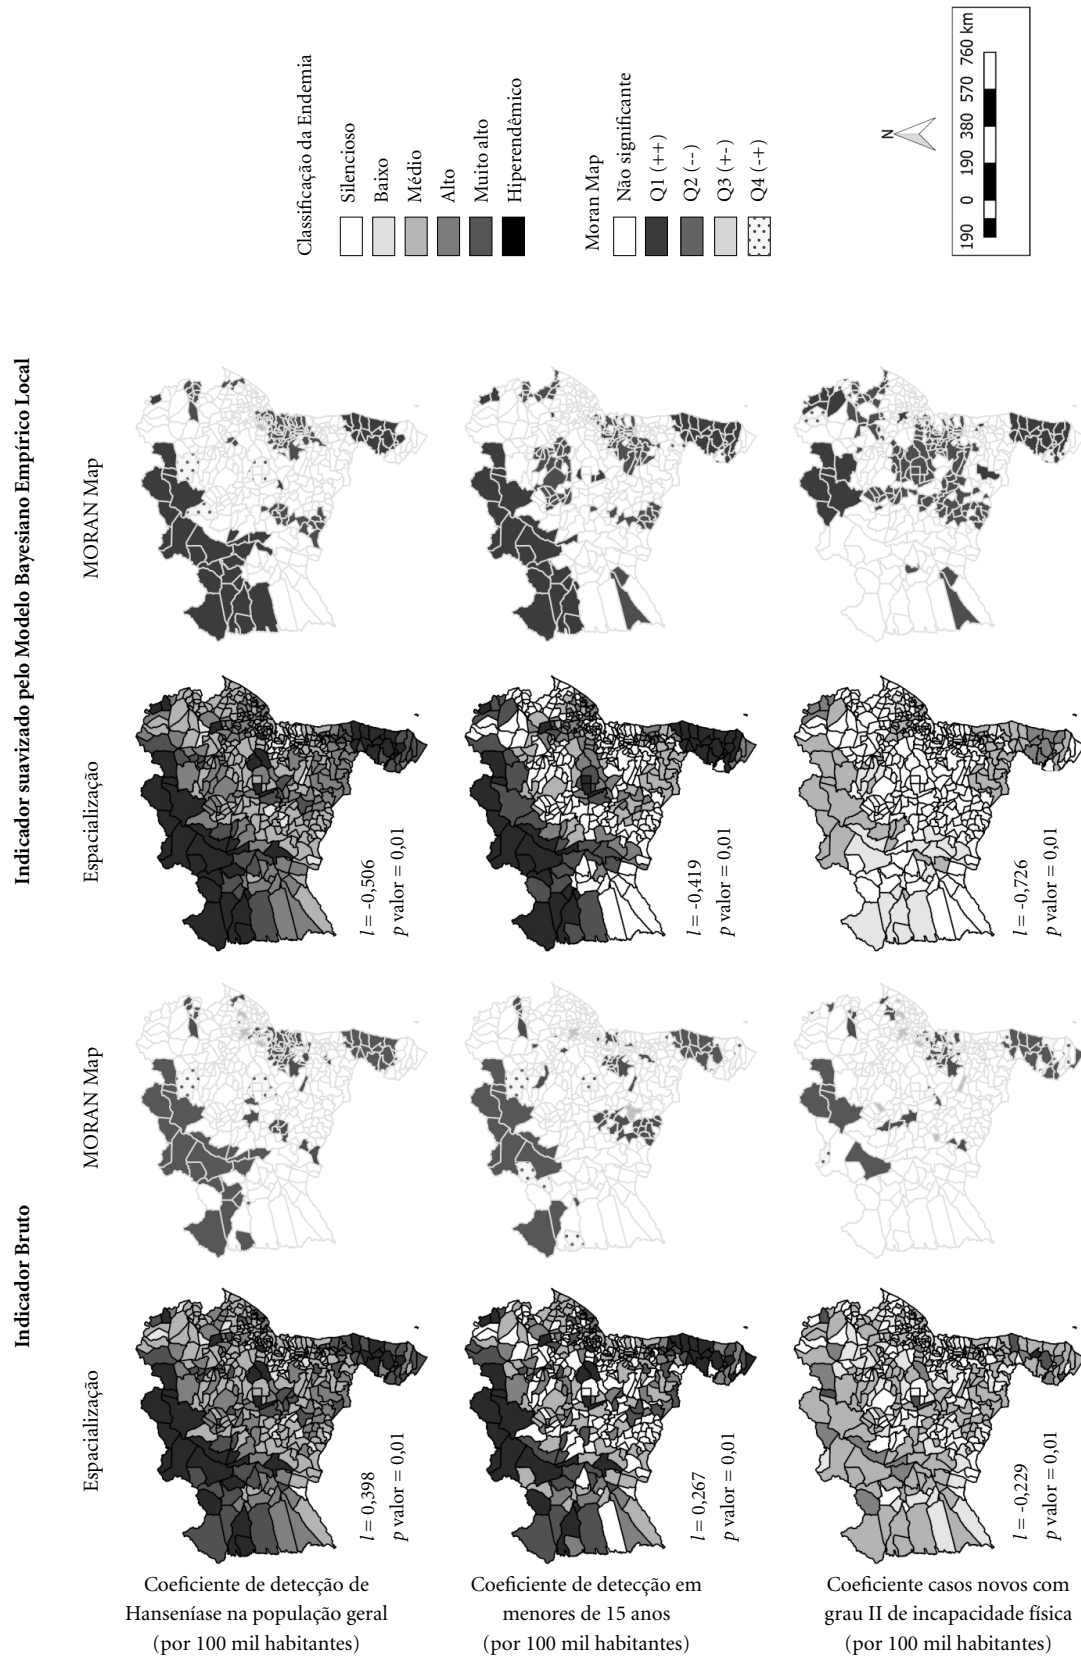 Indicador Bruto
Indicador suavizado pelo Modelo Bayesiano Empírico Local
Espacialização
MORAN Map
Espacialização
MORAN Map
Coeficiente de detecção de
Hanseníase na população geral
(por 100 mil habitantes)
l = 0,398
p valor = 0,01
l = -0,506
p valor = 0,01
Coeficiente de detecção em
menores de 15 anos
(por 100 mil habitantes)
l = 0,267
p valor = 0,01
l = -0,419
p valor = 0,01
Coeficiente casos novos com
grau II de incapacidade física
(por 100 mil habitantes)
l = -0,229
p valor = 0,01
l = -0,726
p valor = 0,01
Classificação da Endemia
Silencioso
Baixo
Médio
Alto
Muito alto
Hiperendêmico
Moran Map
Não significante
Q1 (++)
Q2 (--)
Q3 (+-)
Q4 (-+)
N
190 0 190 380 570 760 km